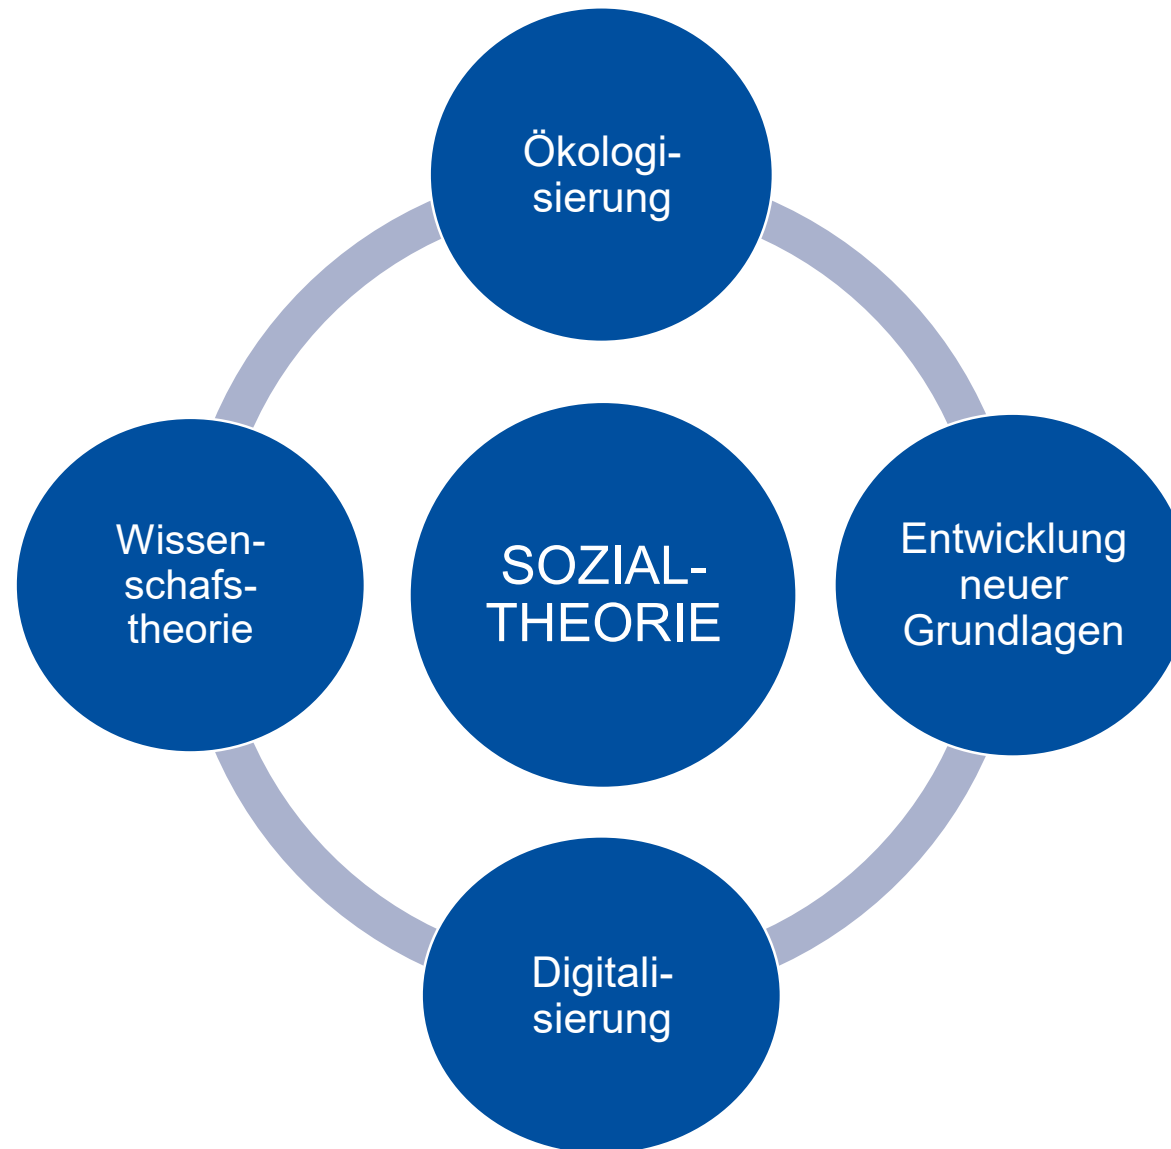 Ökologi-
sierung
Wissen-
schafs-
theorie
SOZIAL-
THEORIE
Entwicklung
neuer
Grundlagen
Digitali-
sierung